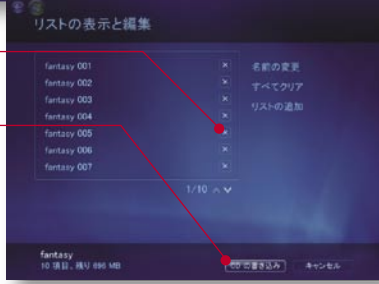 リストの表示と編集
fantasy 001
fantasy 002
fantasy 003
fantasy 004
fantasy 005
fantasy 006
fantasy 007
名前の変更
すべてクリア
リストの追加
1/10
fantasy
10 項目、残り 696 MB
CD の書き込み
キャンセル